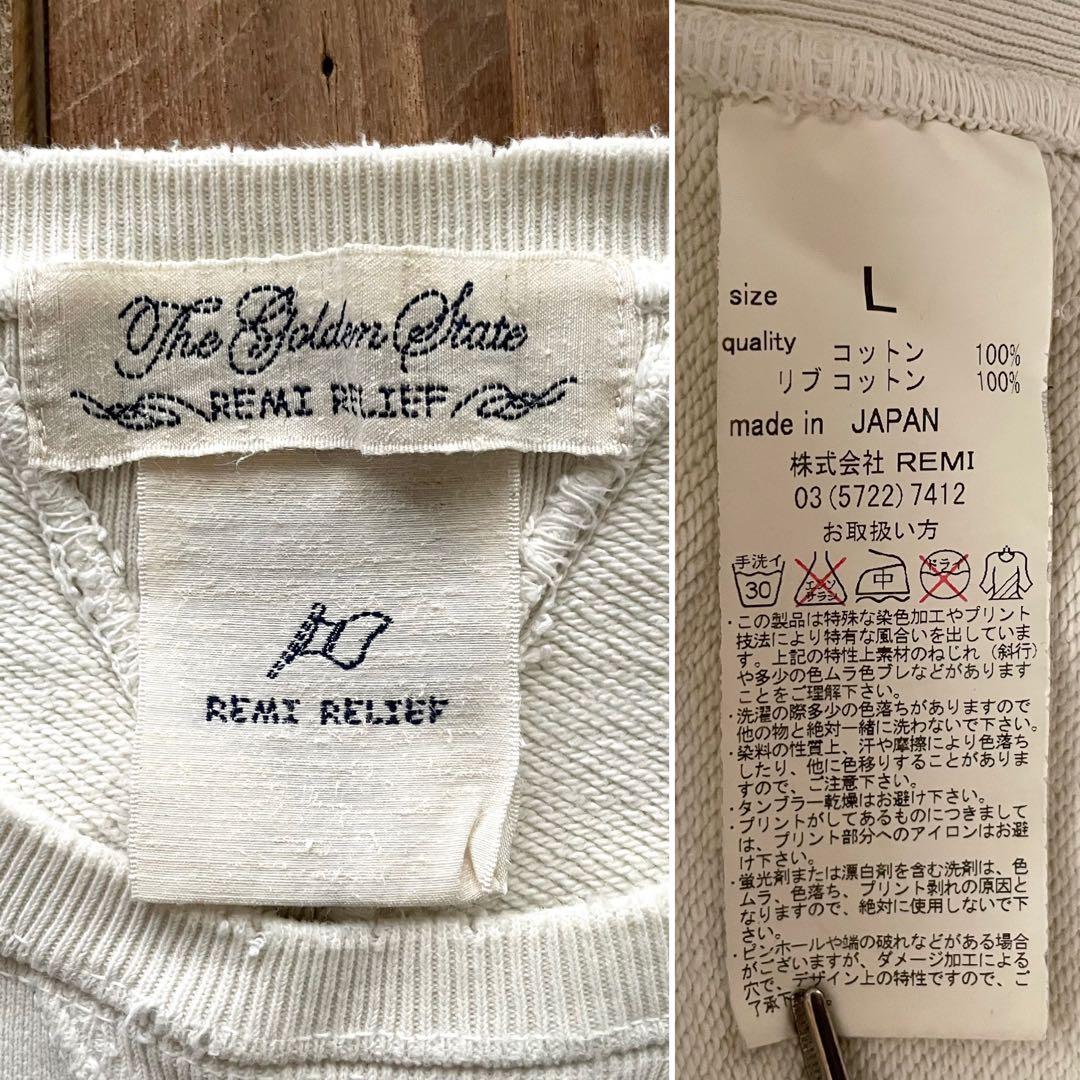 The Golden State
REMI RELIEF
REMI RELIEF
size L
quality コットン 100%
リブ コットン 100%
made in JAPAN
株式会社 REMI
03(5722)7412
お取扱い方
手洗イ 30 エンソ サラシ 中 ドライ
・この製品は特殊な染色加工やプリント
技法により特有な風合いを出していま
す。上記の特性上素材のねじれ(斜行)
や多少の色ムラ色ブレなどがあります
ことをご理解下さい。
・洗濯の際多少の色落ちがありますので
他の物と絶対一緒に洗わないで下さい。
・染料の性質上、汗や摩擦により色落ち
したり、他に色移りすることがありま
すので、ご注意下さい。
・タンブラー乾燥はお避け下さい。
・プリントがしてあるものにつきまして
は、プリント部分へのアイロンはお避
け下さい。
・蛍光剤または漂白剤を含む洗剤は、色
ムラ、色落ち、プリント剥れの原因と
なりますので、絶対に使用しないで下
さい。
・ピンホールや端の破れなどがある場合
がございますが、ダメージ加工による
穴で、デザイン上の特性ですので、ご
了承下